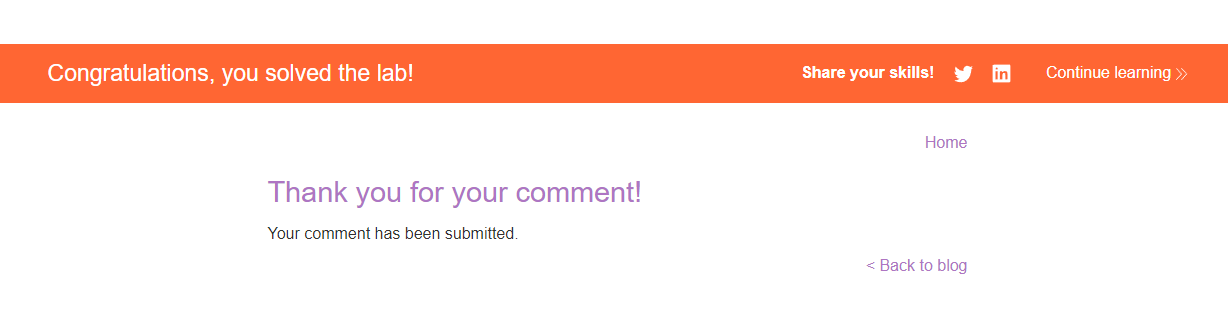 Congratulations, you solved the lab!
Share your skills!
Continue learning
Home
Thank you for your comment!
Your comment has been submitted.
< Back to blog